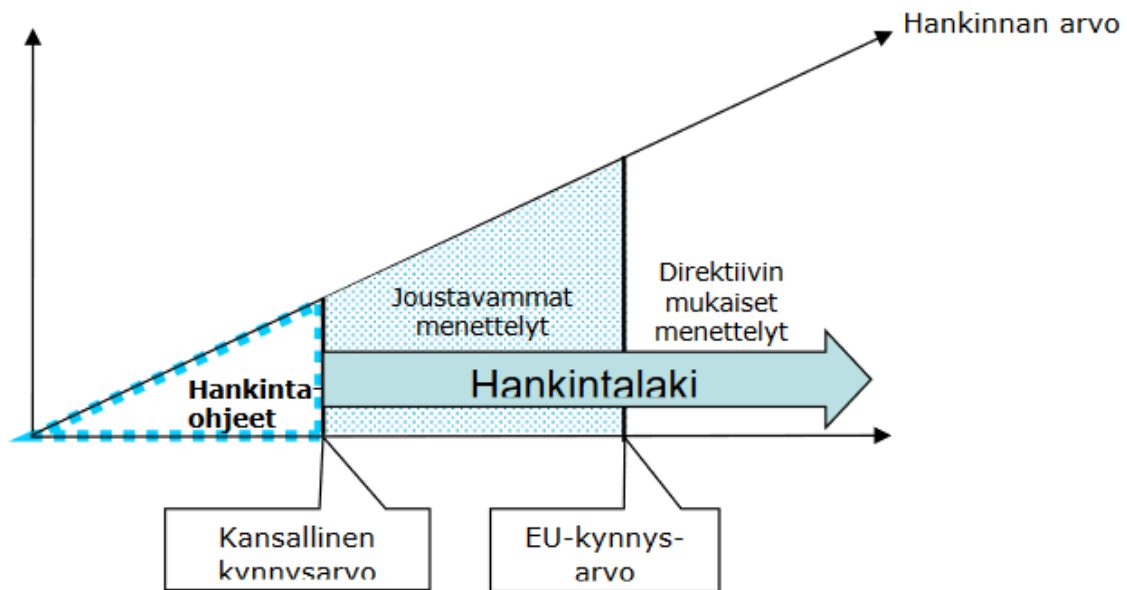 Hankinnan arvo
Joustavammat
menettelyt
Direktiivin
mukaiset
menettelyt
Hankinta-
ohjeet
Hankintalaki
Kansallinen
kynnysarvo
EU-kynnys-
arvo